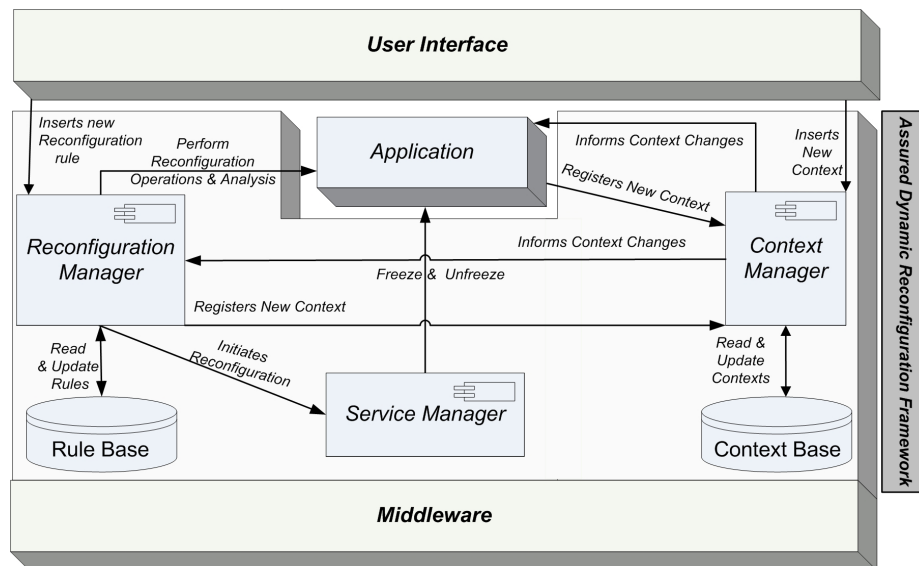 User Interface
Inserts new
Reconfiguration
rule
Perform
Reconfiguration
Operations & Analysis
Application
Informs Context Changes
Inserts
New
Context
Registers New Context
Reconfiguration
Manager
Informs Context Changes
Context
Manager
Freeze & Unfreeze
Registers New Context
Read
& Update
Rules
Initiates
Reconfiguration
Read &
Update
Contexts
Service Manager
Rule Base
Context Base
Middleware
Assured Dynamic Reconfiguration Framework